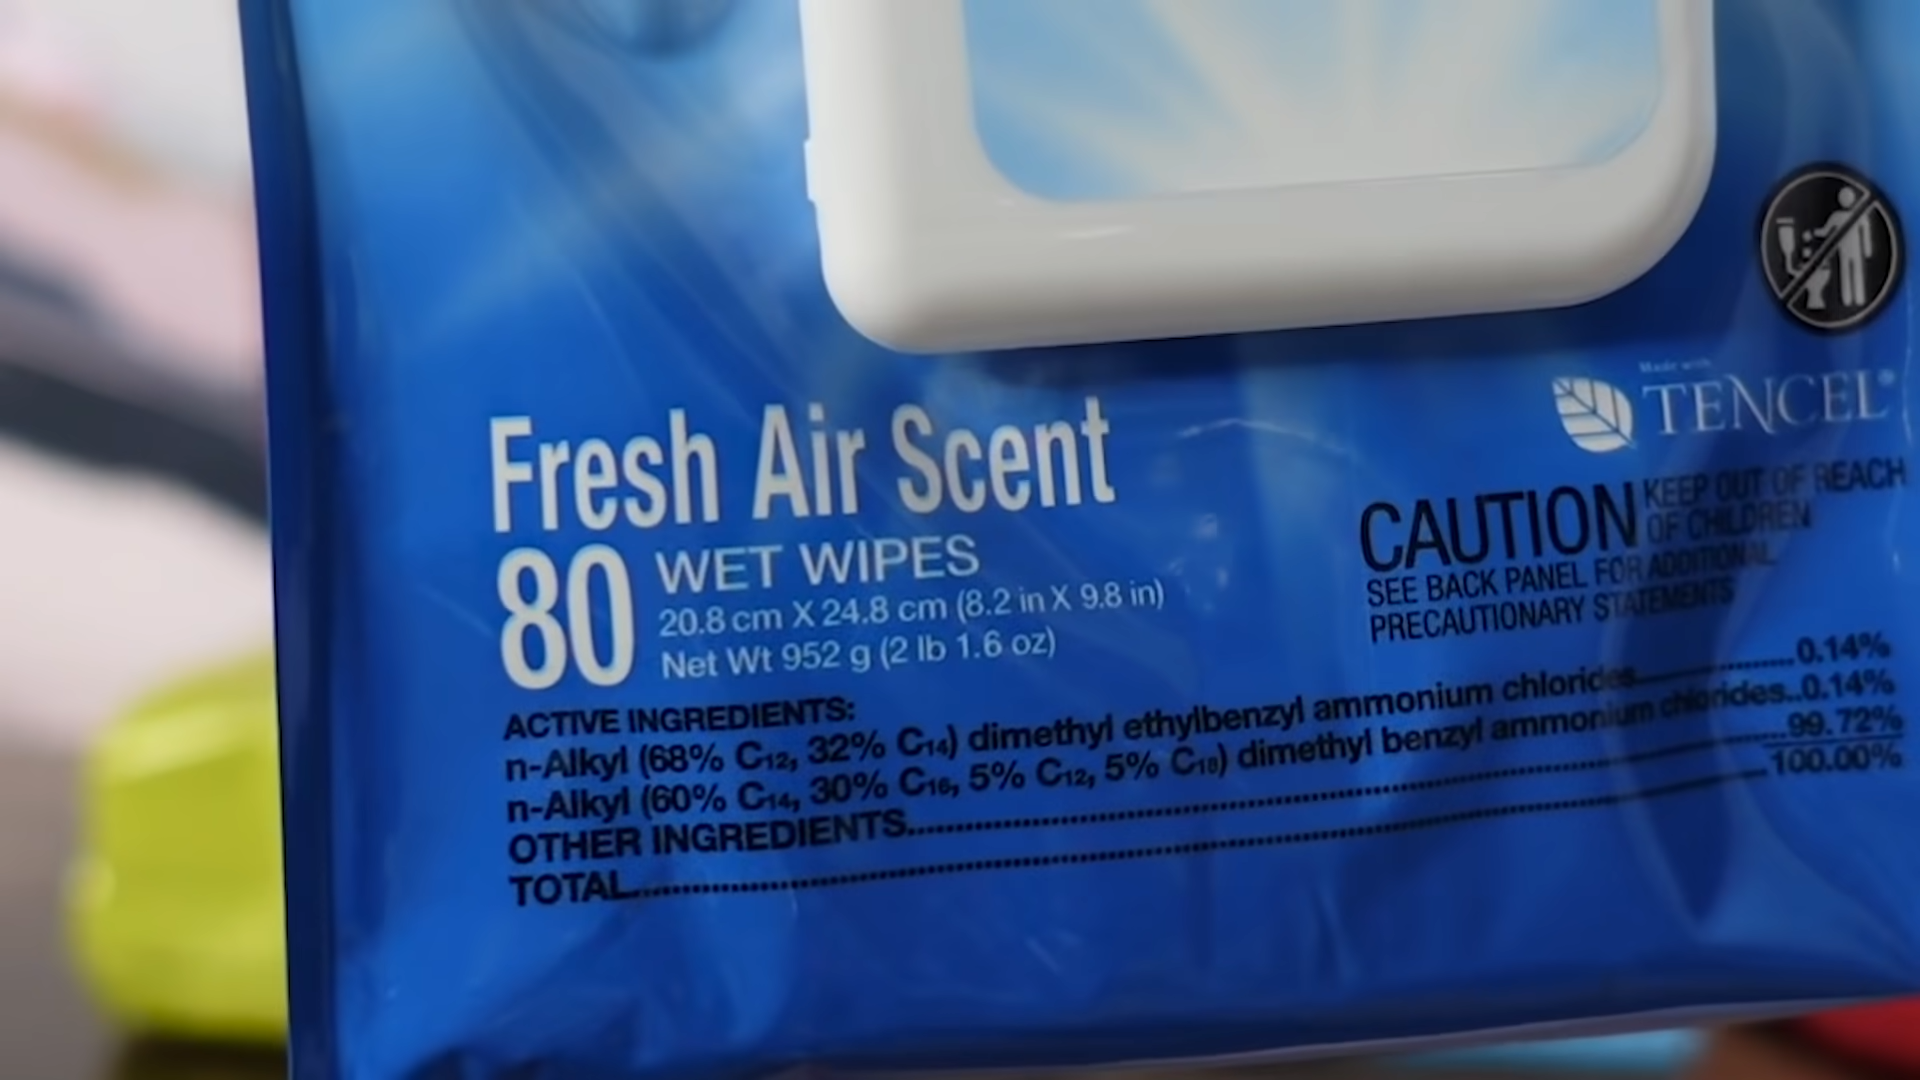 Made with
TENCEL®
Fresh Air Scent
80 WET WIPES
20.8 cm X 24.8 cm (8.2 in X 9.8 in)
Net Wt 952 g (2 lb 1.6 oz)
CAUTION KEEP OUT OF REACH
OF CHILDREN
SEE BACK PANEL FOR ADDITIONAL
PRECAUTIONARY STATEMENTS
ACTIVE INGREDIENTS:
n-Alkyl (68% C12, 32% C14) dimethyl ethylbenzyl ammonium chlorides..........0.14%
n-Alkyl (60% C14, 30% C16, 5% C12, 5% C18) dimethyl benzyl ammonium chlorides..0.14%
OTHER INGREDIENTS..........99.72%
TOTAL..........100.00%